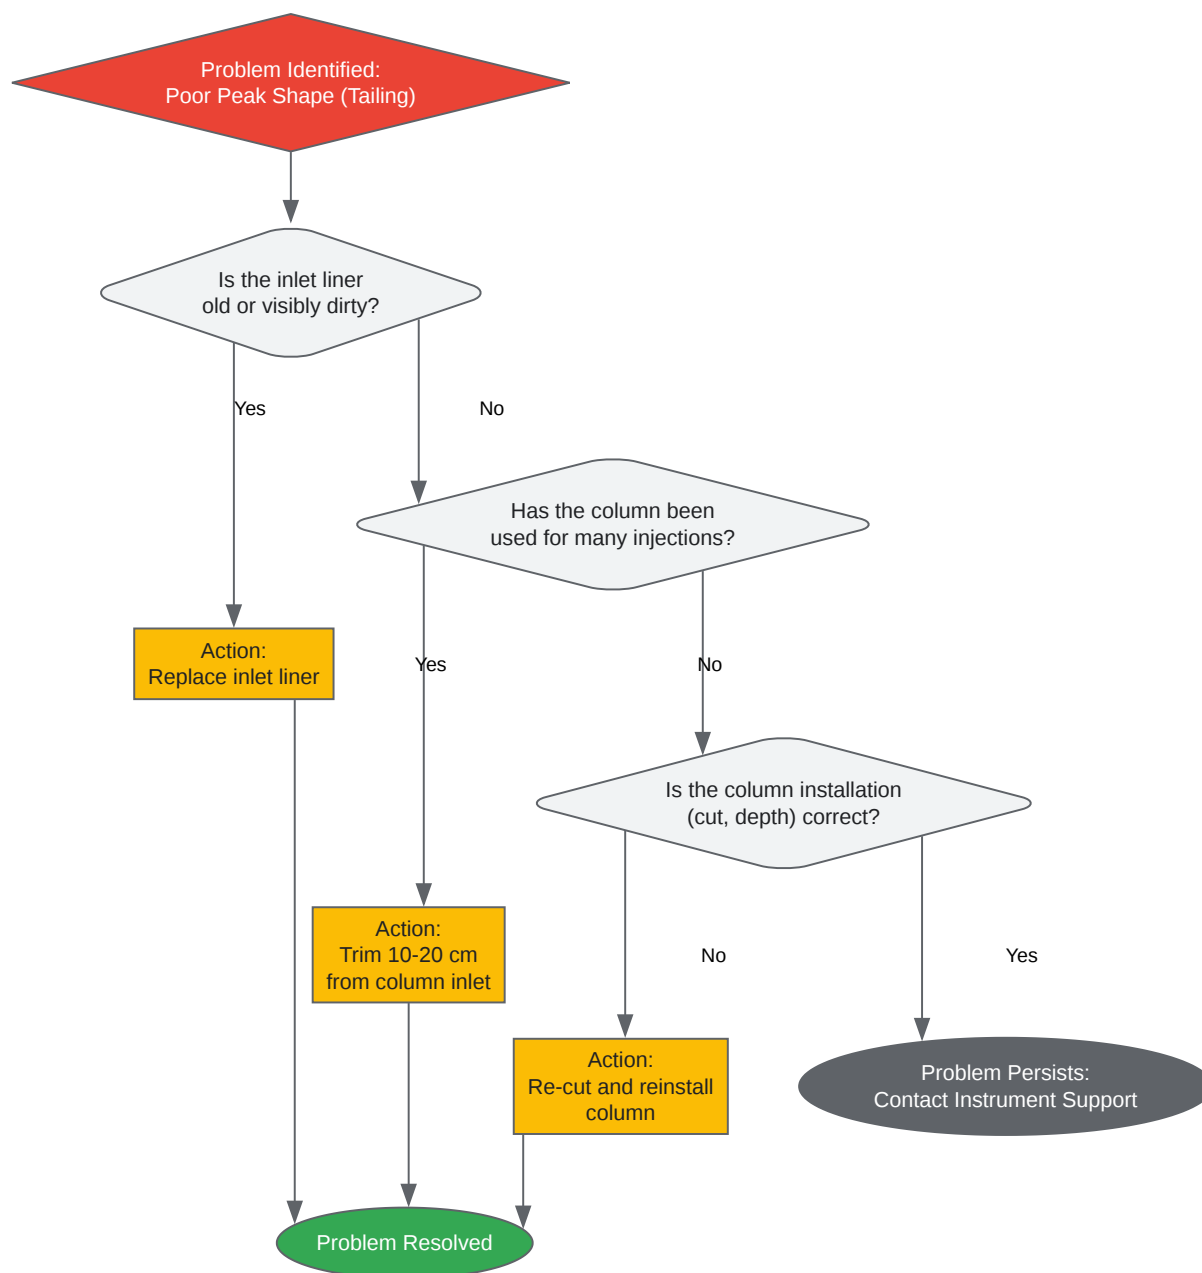 Problem Identified:
Poor Peak Shape (Tailing)
Is the inlet liner
old or visibly dirty?
Yes
No
Has the column been
used for many injections?
Action:
Replace inlet liner
Yes
No
Is the column installation
(cut, depth) correct?
Action:
Trim 10-20 cm
from column inlet
No
Yes
Action:
Re-cut and reinstall
column
Problem Persists:
Contact Instrument Support
Problem Resolved